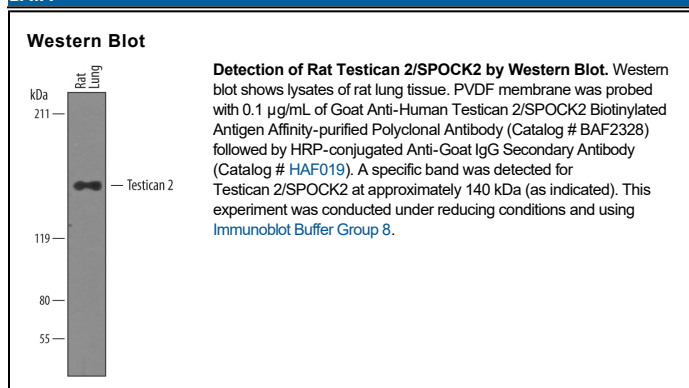 Western Blot
Rat
Lung
kDa
211
Testican 2
119
80
55
Detection of Rat Testican 2/SPOCK2 by Western Blot. Western
blot shows lysates of rat lung tissue. PVDF membrane was probed
with 0.1 µg/mL of Goat Anti-Human Testican 2/SPOCK2 Biotinylated
Antigen Affinity-purified Polyclonal Antibody (Catalog # BAF2328)
followed by HRP-conjugated Anti-Goat IgG Secondary Antibody
(Catalog # HAF019). A specific band was detected for
Testican 2/SPOCK2 at approximately 140 kDa (as indicated). This
experiment was conducted under reducing conditions and using
Immunoblot Buffer Group 8.